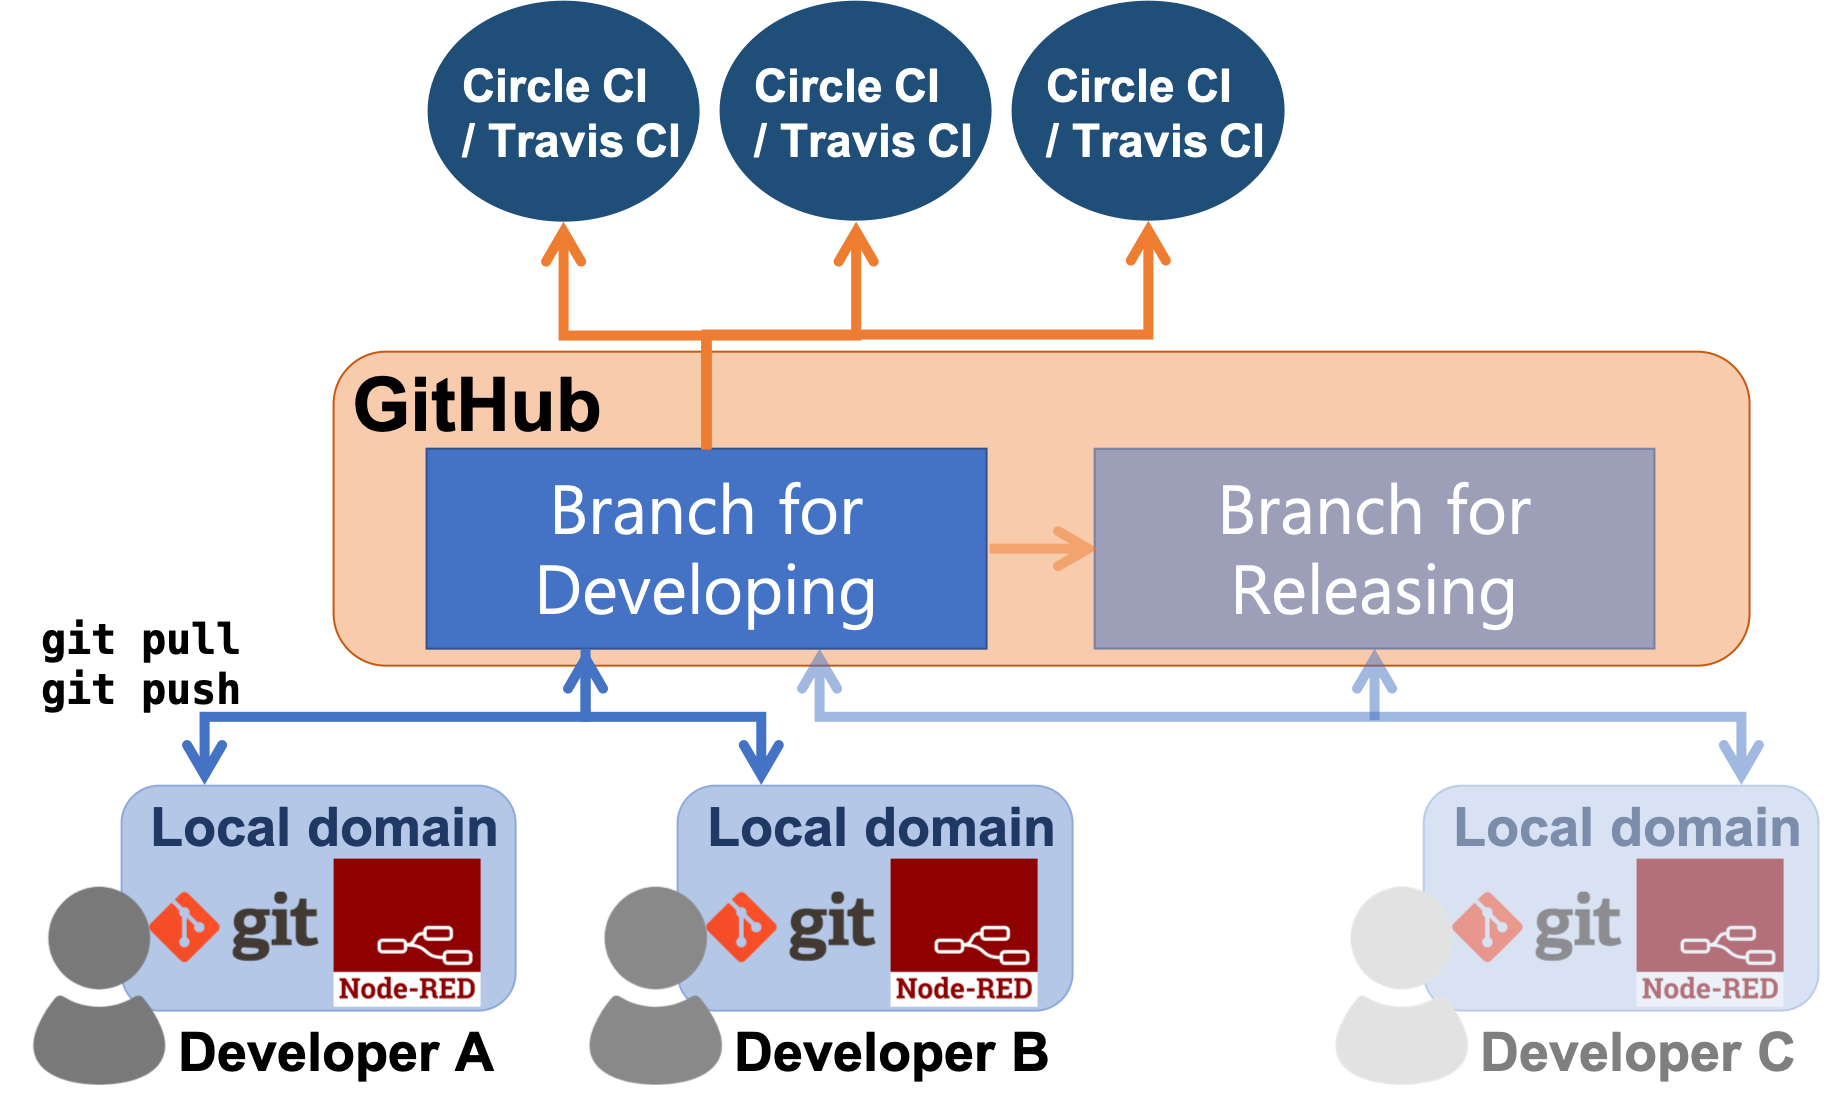 Circle CI
/ Travis CI
Circle CI
/ Travis CI
Circle CI
/ Travis CI
GitHub
Branch for
Developing
Branch for
Releasing
git pull
git push
Local domain
git
Node-RED
Developer A
Local domain
git
Node-RED
Developer B
Local domain
git
Node-RED
Developer C